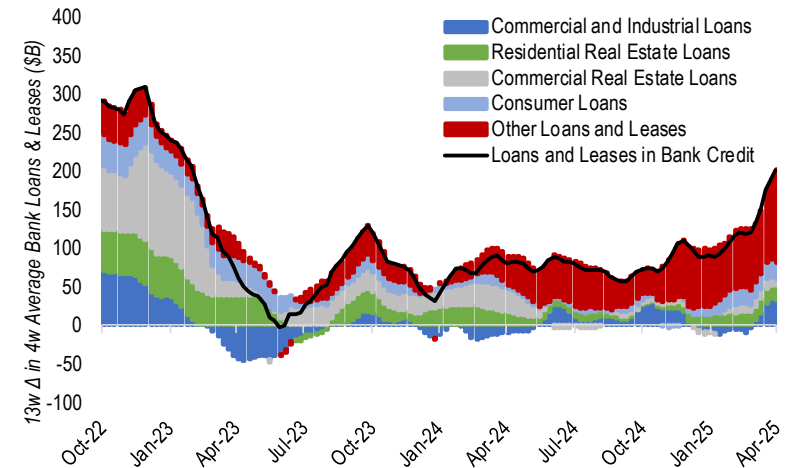 13w Δ in 4w Average Bank Loans & Leases ($B)
400
350
300
250
200
150
100
50
0
-50
-100
Commercial and Industrial Loans
Residential Real Estate Loans
Commercial Real Estate Loans
Consumer Loans
Other Loans and Leases
Loans and Leases in Bank Credit
Oct-22
Jan-23
Apr-23
Jul-23
Oct-23
Jan-24
Apr-24
Jul-24
Oct-24
Jan-25
Apr-25